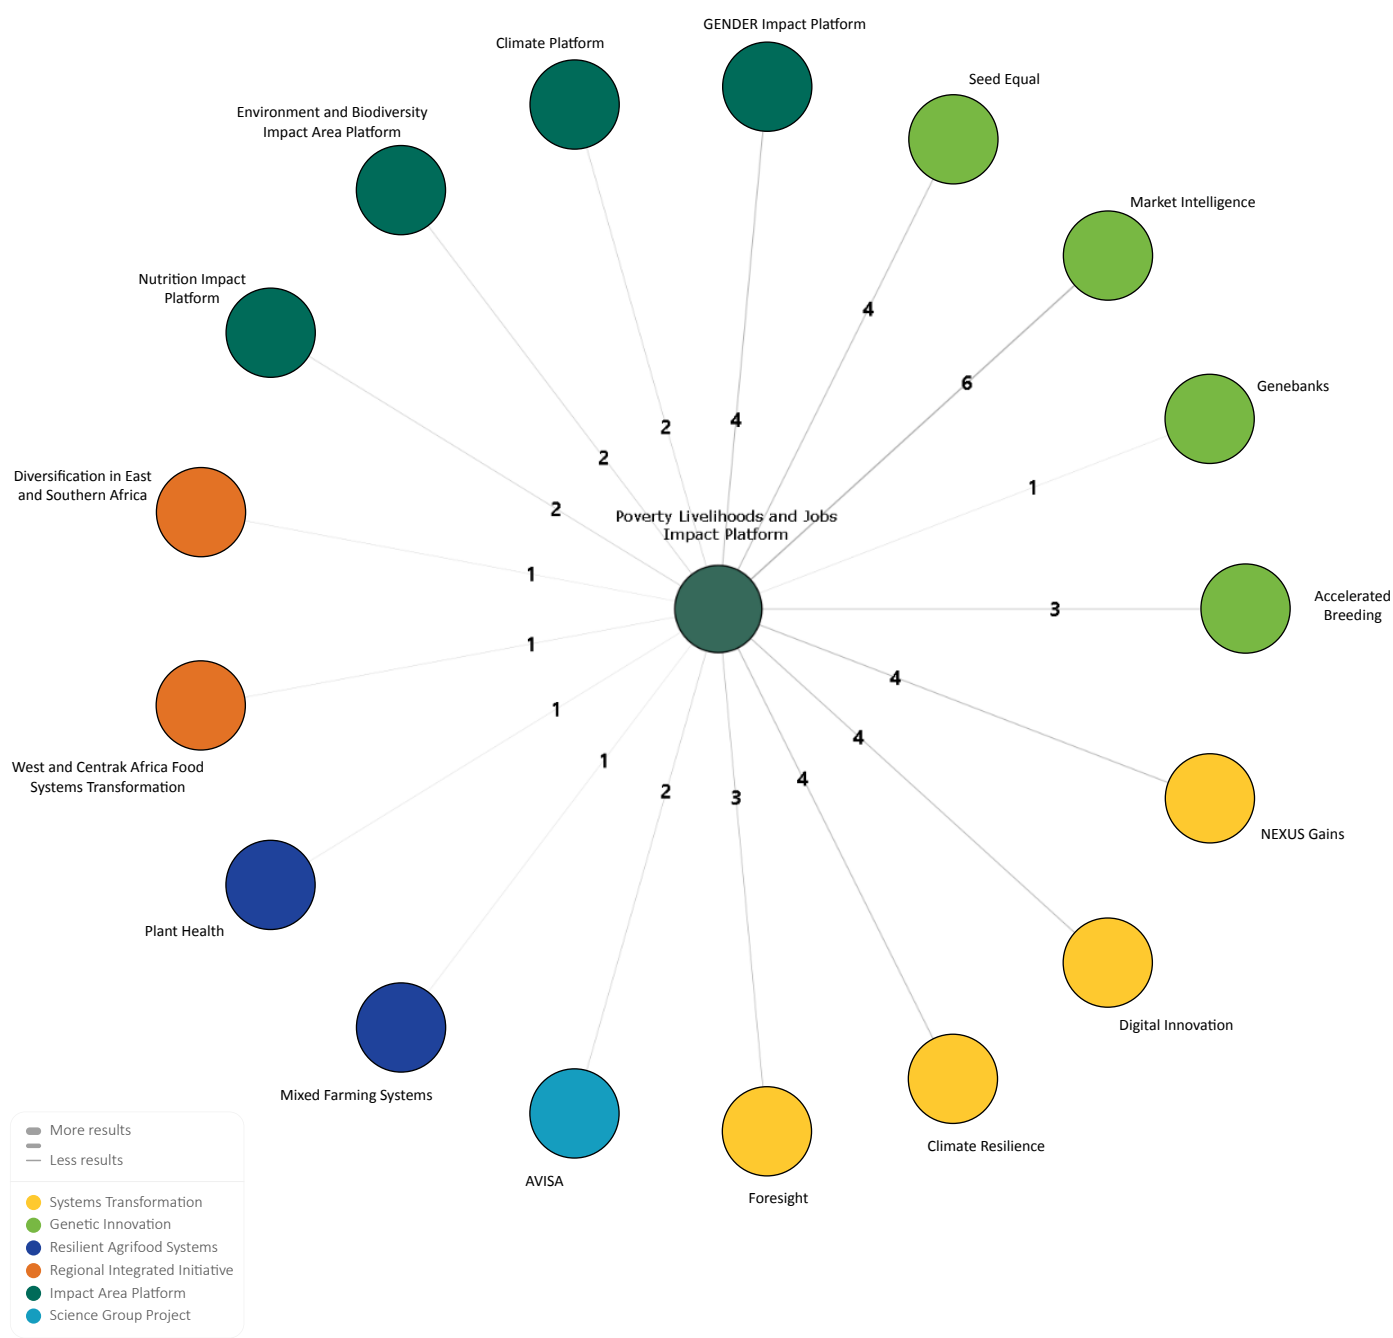 GENDER Impact Platform
Climate Platform
Seed Equal
Environment and Biodiversity
Impact Area Platform
Market Intelligence
Nutrition Impact
Platform
4
6
Genebanks
4
2
2
Diversification in East
and Southern Africa
1
2
Poverty Livelihoods and Jobs
Impact Platform
1
Accelerated
Breeding
3
1
4
1
4
West and Centrak Africa Food
Systems Transformation
1
4
2
3
NEXUS Gains
Plant Health
Digital Innovation
Mixed Farming Systems
Climate Resilience
AVISA
Foresight
More results
Less results
Systems Transformation
Genetic Innovation
Resilient Agrifood Systems
Regional Integrated Initiative
Impact Area Platform
Science Group Project